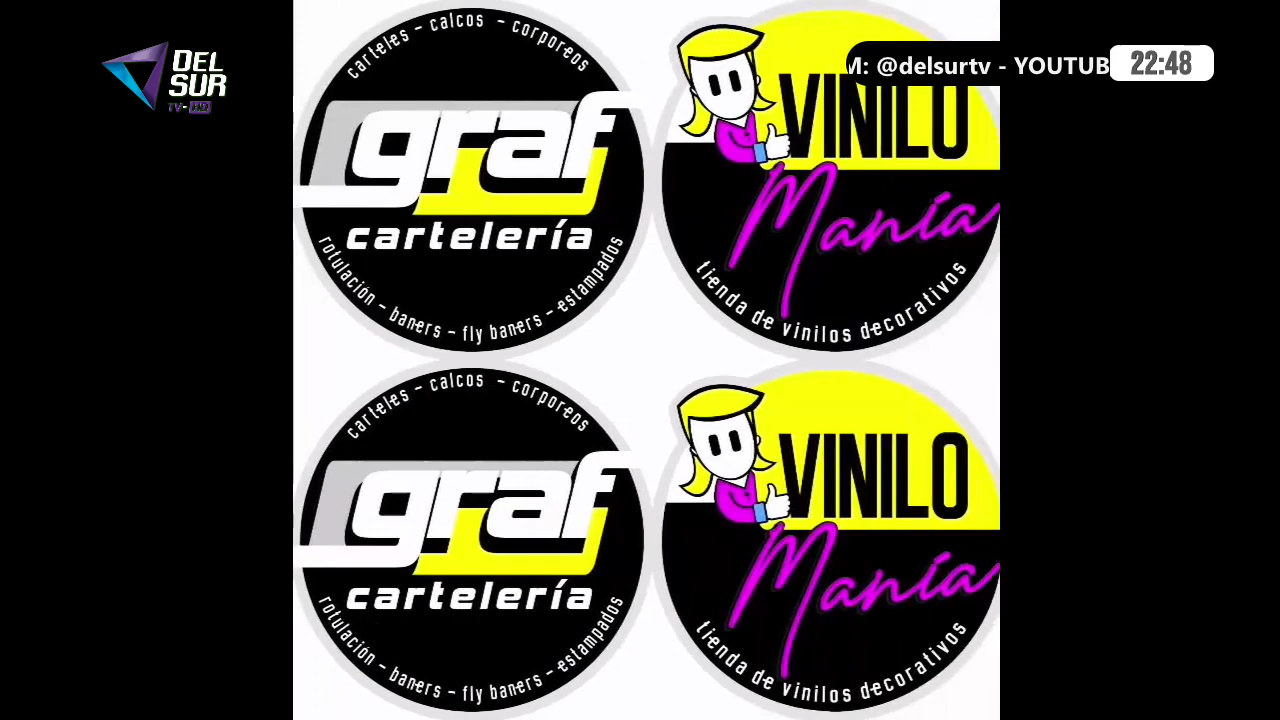 DEL
SUR
TV-HD
M: @delsurtv - YOUTUB
22:48
carteles - calcos - corporeos
graf
cartelería
rotulación - baners - fly baners - estampados
VINILO
Manía
tienda de vinilos decorativos
carteles - calcos - corporeos
graf
cartelería
rotulación - baners - fly baners - estampados
VINILO
Manía
tienda de vinilos decorativos